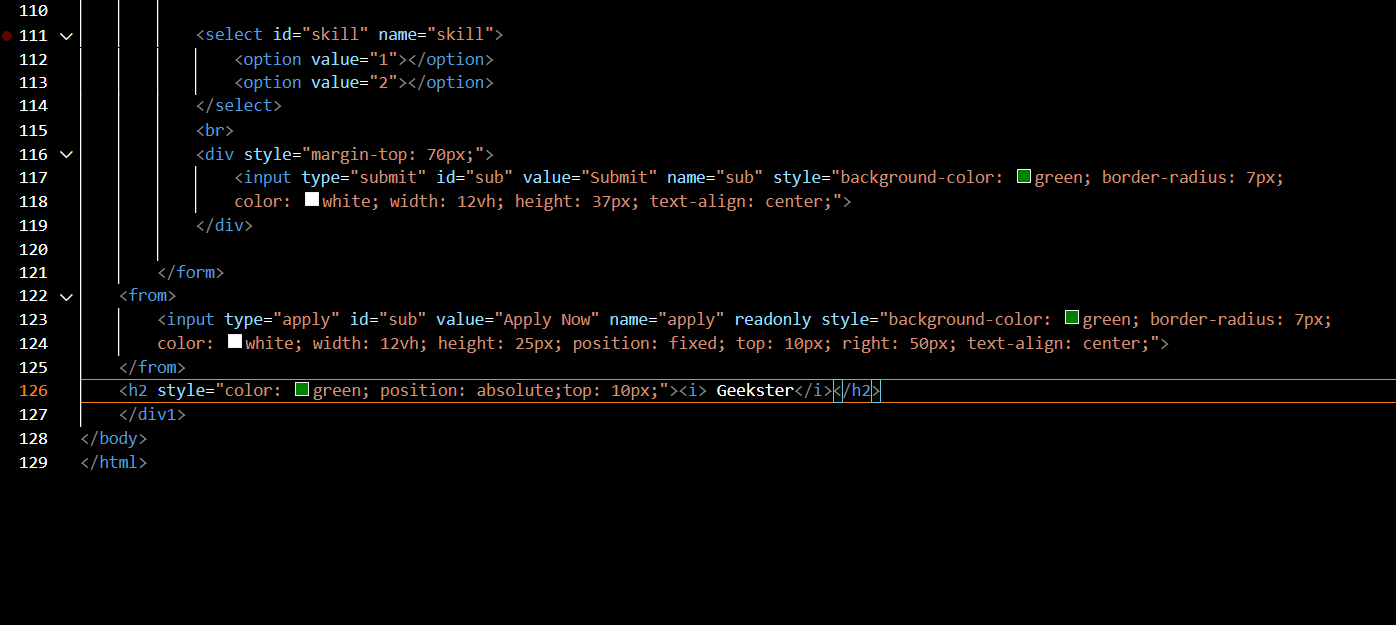 110
111 <select id="skill" name="skill">
112 <option value="1"></option>
113 <option value="2"></option>
114 </select>
115 <br>
116 <div style="margin-top: 70px;">
117 <input type="submit" id="sub" value="Submit" name="sub" style="background-color: green; border-radius: 7px;
118 color: white; width: 12vh; height: 37px; text-align: center;">
119 </div>
120
121 </form>
122 <from>
123 <input type="apply" id="sub" value="Apply Now" name="apply" readonly style="background-color: green; border-radius: 7px;
124 color: white; width: 12vh; height: 25px; position: fixed; top: 10px; right: 50px; text-align: center;">
125 </from>
126 <h2 style="color: green; position: absolute;top: 10px;"><i> Geekster</i></h2>
127 </div1>
128 </body>
129 </html>